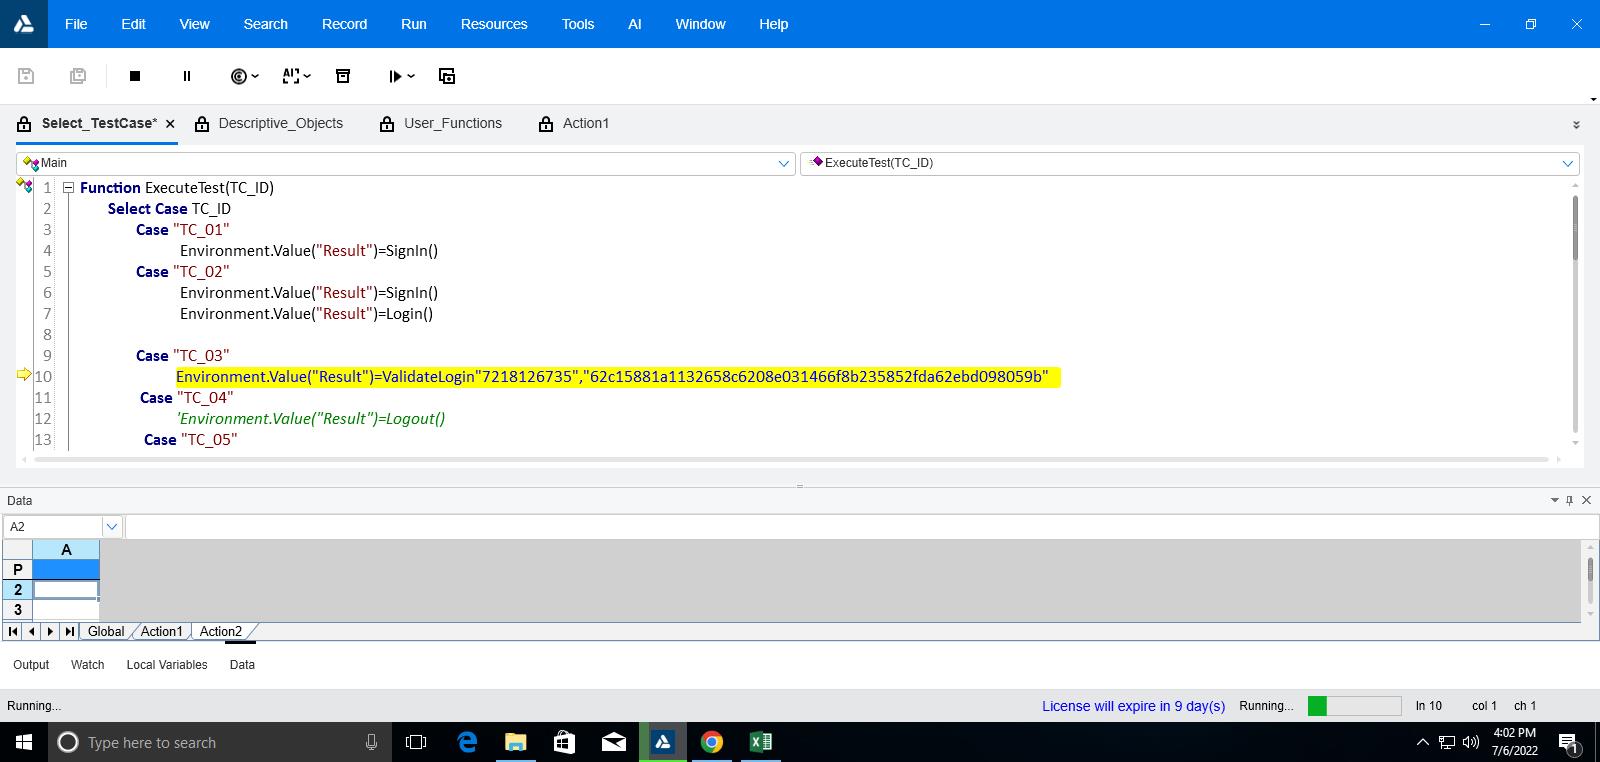 File Edit View Search Record Run Resources Tools AI Window Help
Select_TestCase* Descriptive_Objects User_Functions Action1
Main ExecuteTest(TC_ID)
1 Function ExecuteTest(TC_ID)
2 Select Case TC_ID
3 Case "TC_01"
4 Environment.Value("Result")=SignIn()
5 Case "TC_02"
6 Environment.Value("Result")=SignIn()
7 Environment.Value("Result")=Login()
8
9 Case "TC_03"
10 Environment.Value("Result")=ValidateLogin"7218126735","62c15881a1132658c6208e031466f8b235852fda62ebd098059b"
11 Case "TC_04"
12 'Environment.Value("Result")=Logout()
13 Case "TC_05"
Data
A2
A
P
2
3
Global Action1 Action2
Output Watch Local Variables Data
Running... License will expire in 9 day(s) Running... ln 10 col 1 ch 1
Type here to search
4:02 PM
7/6/2022
1